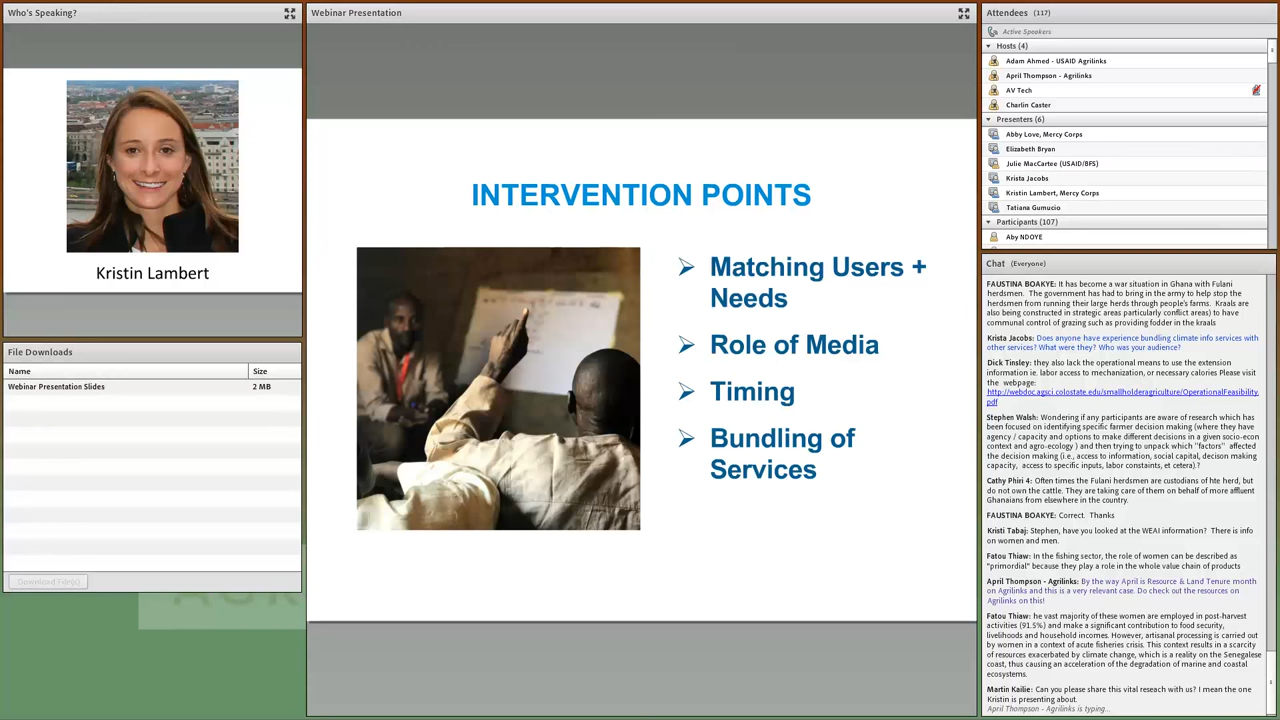 Who's Speaking?
Kristin Lambert
File Downloads
Name Size
Webinar Presentation Slides 2 MB
Download File(s)
Webinar Presentation
INTERVENTION POINTS
Matching Users +
Needs
Role of Media
Timing
Bundling of
Services
Attendees (117)
Active Speakers
Hosts (4)
Adam Ahmed - USAID Agrilinks
April Thompson - Agrilinks
AV Tech
Charlin Caster
Presenters (6)
Abby Love, Mercy Corps
Elizabeth Bryan
Julie MacCartee (USAID/BFS)
Krista Jacobs
Kristin Lambert, Mercy Corps
Tatiana Gumucio
Participants (107)
Aby NDOYE
Chat (Everyone)
FAUSTINA BOAKYE: It has become a war situation in Ghana with Fulani
herdsmen. The government has had to bring in the army to help stop the
herdsmen from running their large herds through people's farms. Kraals are
also being constructed in strategic areas particularly conflict areas) to have
communal control of grazing such as providing fodder in the kraals
Krista Jacobs: Does anyone have experience bundling climate info services with
other services? What were they? Who was your audience?
Dick Tinsley: they also lack the operational means to use the extension
information ie. labor access to mechanization, or necessary calories Please visit
the webpage:
http://webdoc.agsci.colostate.edu/smallholderagriculture/OperationalFeasibility.
pdf
Stephen Walsh: Wondering if any participants are aware of research which has
been focused on identifying specific farmer decision making (where they have
agency / capacity and options to make different decisions in a given socio-econ
context and agro-ecology ) and then trying to unpack which "factors" affected
the decision making (i.e., access to information, social capital, decision making
capacity, access to specific inputs, labor constaints, et cetera).?
Cathy Phiri 4: Often times the Fulani herdsmen are custodians of hte herd, but
do not own the cattle. They are taking care of them on behalf of more affluent
Ghanaians from elsewhere in the country.
FAUSTINA BOAKYE: Correct. Thanks
Kristi Tabaj: Stephen, have you looked at the WEAI information? There is info
on women and men.
Fatou Thiaw: In the fishing sector, the role of women can be described as
"primordial" because they play a role in the whole value chain of products
April Thompson - Agrilinks: By the way April is Resource & Land Tenure month
on Agrilinks and this is a very relevant case. Do check out the resources on
Agrilinks on this!
Fatou Thiaw: he vast majority of these women are employed in post-harvest
activities (91.5%) and make a significant contribution to food security,
livelihoods and household incomes. However, artisanal processing is carried out
by women in a context of acute fisheries crisis. This context results in a scarcity
of resources exacerbated by climate change, which is a reality on the Senegalese
coast, thus causing an acceleration of the degradation of marine and coastal
ecosystems.
Martin Kailie: Can you please share this vital reseach with us? I mean the one
Kristin is presenting about.
April Thompson - Agrilinks is typing...